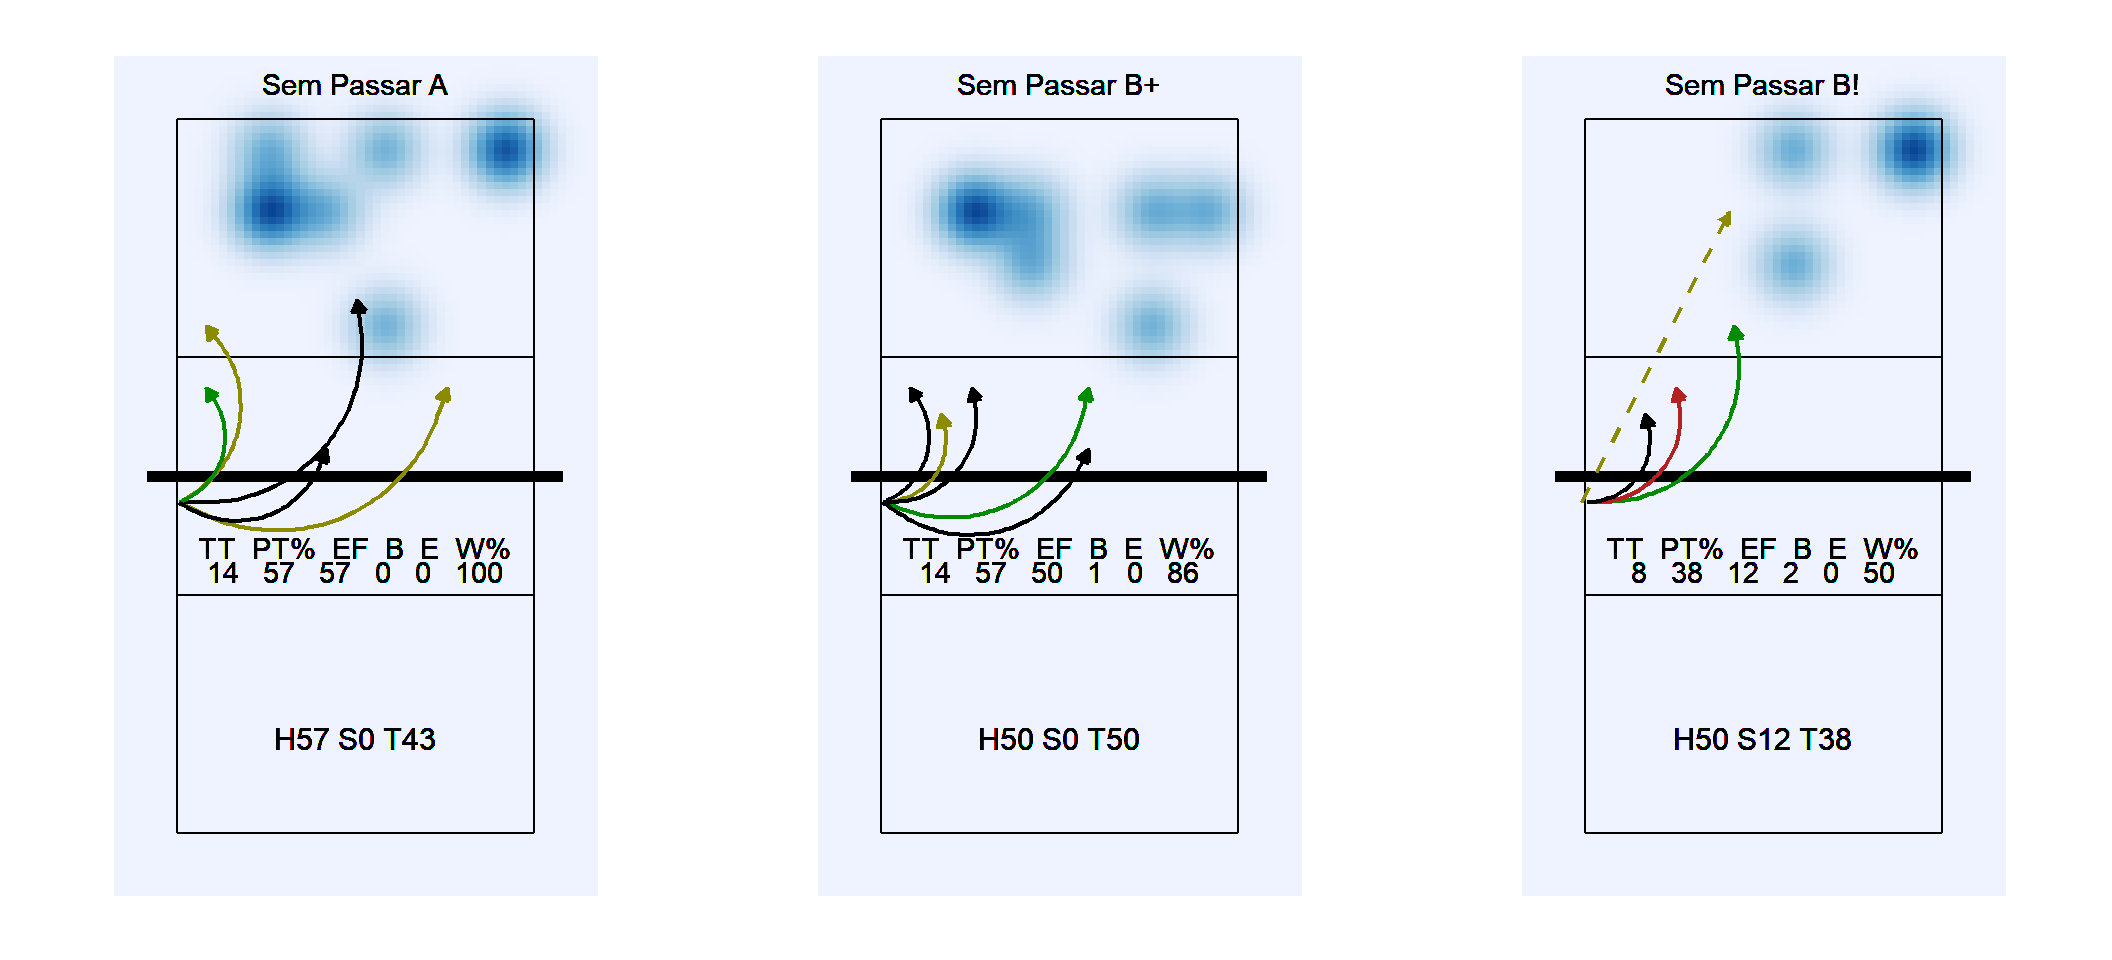 Sem Passar A
TT PT% EF B E W%
14 57 57 0 0 100
H57 S0 T43
Sem Passar B+
TT PT% EF B E W%
14 57 50 1 0 86
H50 S0 T50
Sem Passar B!
TT PT% EF B E W%
8 38 12 2 0 50
H50 S12 T38